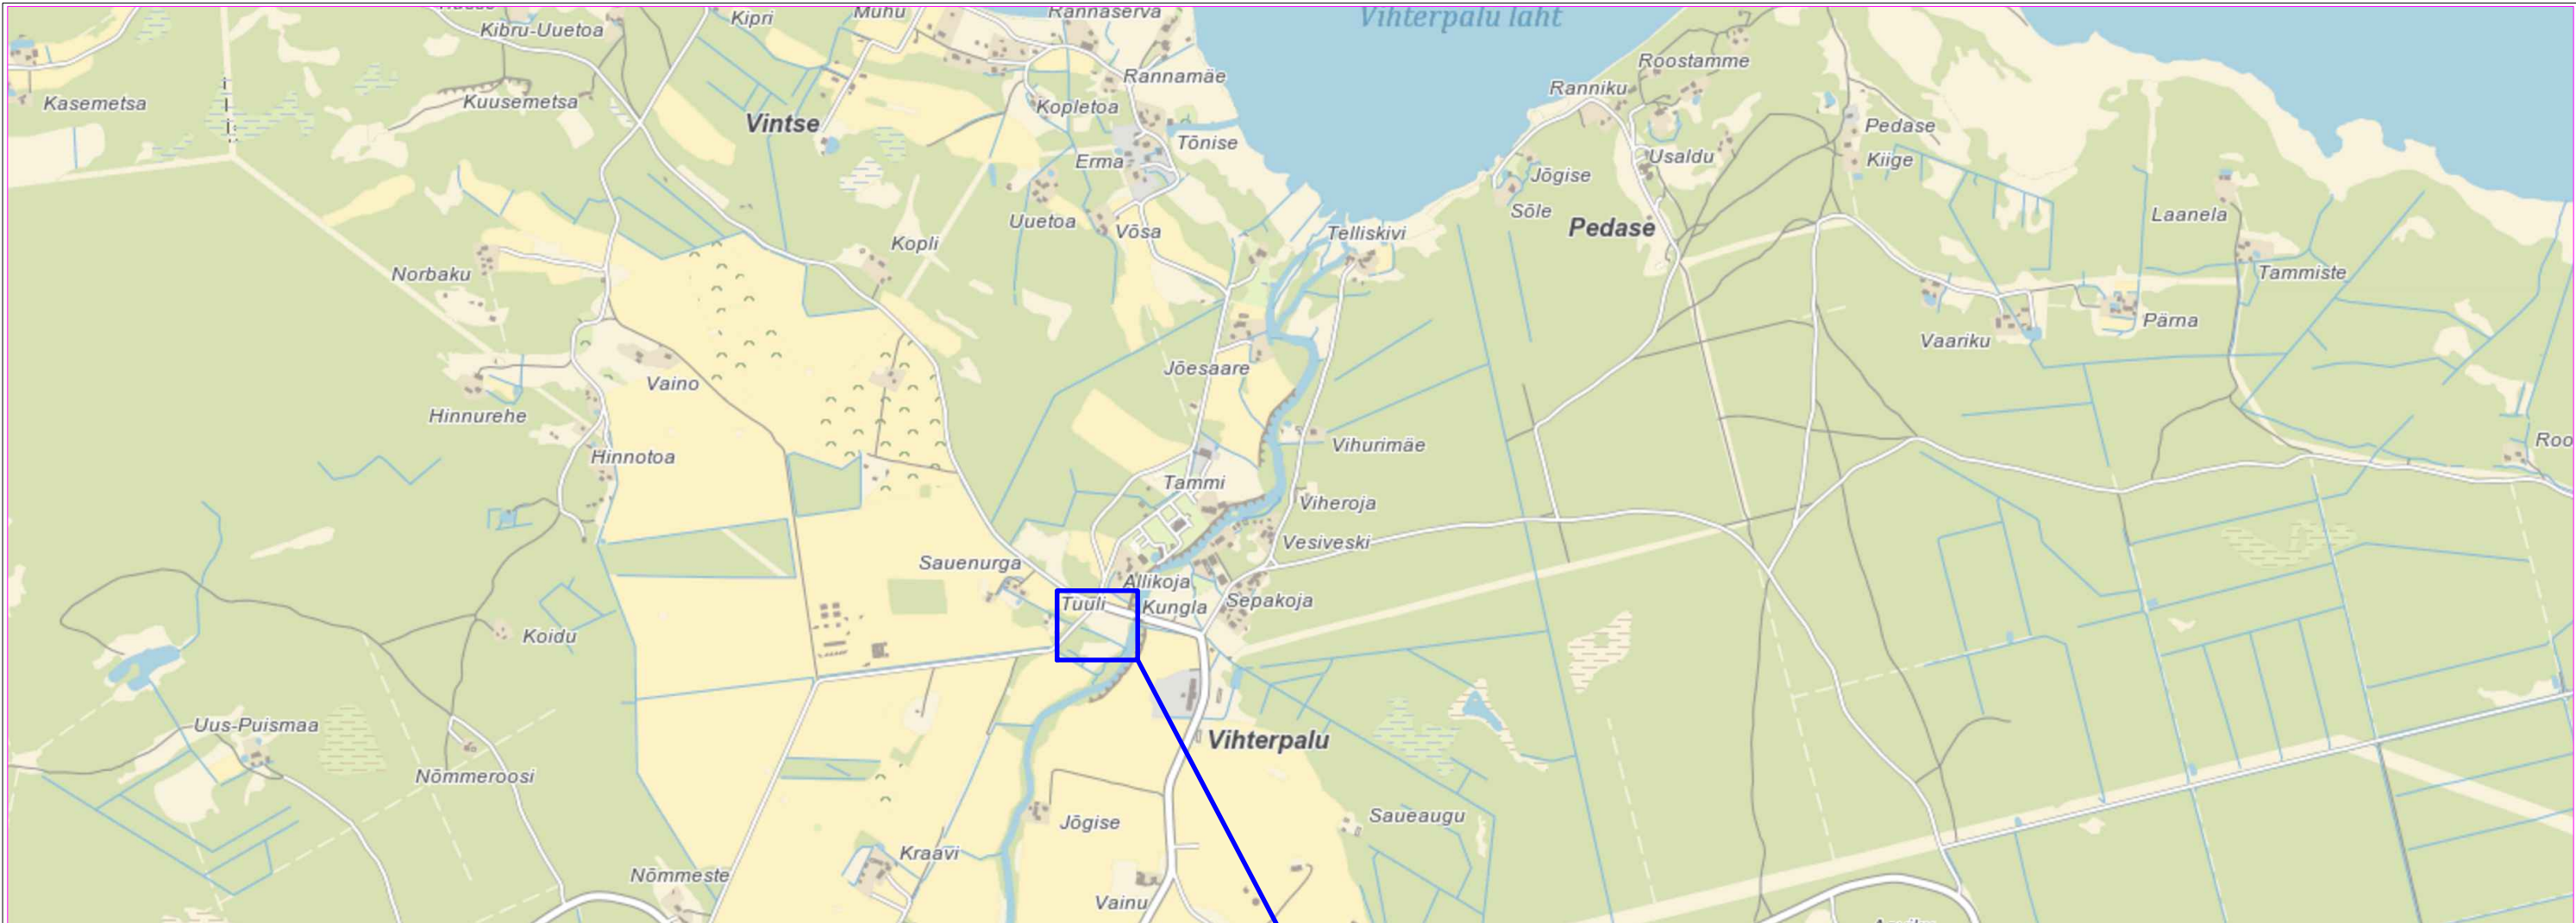 Kipri
Muhu
Rannaserva
Vihterpalu laht
Kibru-Uuetoa
Roostamme
Rannamäe
Ranniku
Kasemetsa
Kuusemetsa
Kopletoa
Vintse
Pedase
Tõnise
Usaldu
Kiige
Erma
Jõgise
Sõle
Laanela
Uuetoa
Võsa
Telliskivi
Pedase
Kopli
Norbaku
Tammiste
Pärna
Vaariku
Jõesaare
Vaino
Hinnurehe
Vihurimäe
Roo
Hinnotoa
Tammi
Viheroja
Vesiveski
Sauenurga
Allikoja
Tuuli
Kungla
Sepakoja
Koidu
Uus-Puismaa
Vihterpalu
Nõmmeroosi
Saueaugu
Jõgise
Kraavi
Nõmmeste
Vainu